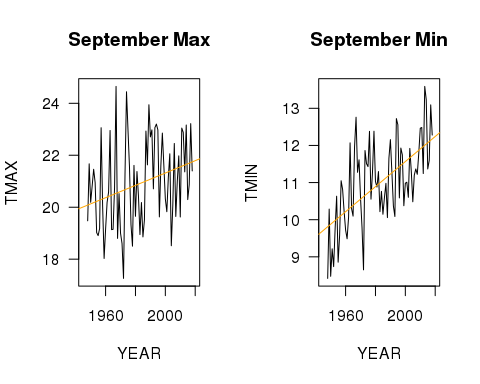 September Max
TMAX
24
22
20
18
1960
2000
YEAR
September Min
TMIN
13
12
11
10
9
1960
2000
YEAR